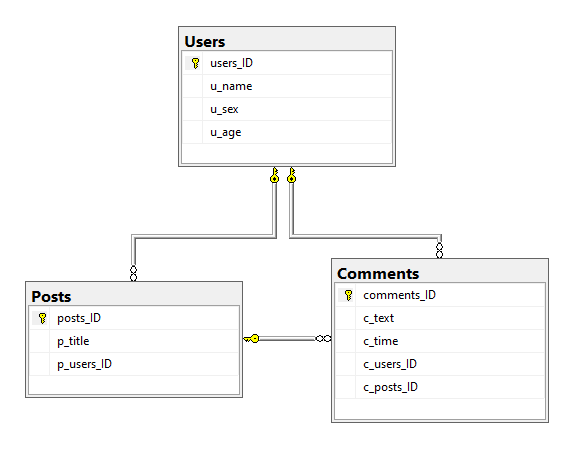 Users
users_ID
u_name
u_sex
u_age
Posts
posts_ID
p_title
p_users_ID
Comments
comments_ID
c_text
c_time
c_users_ID
c_posts_ID